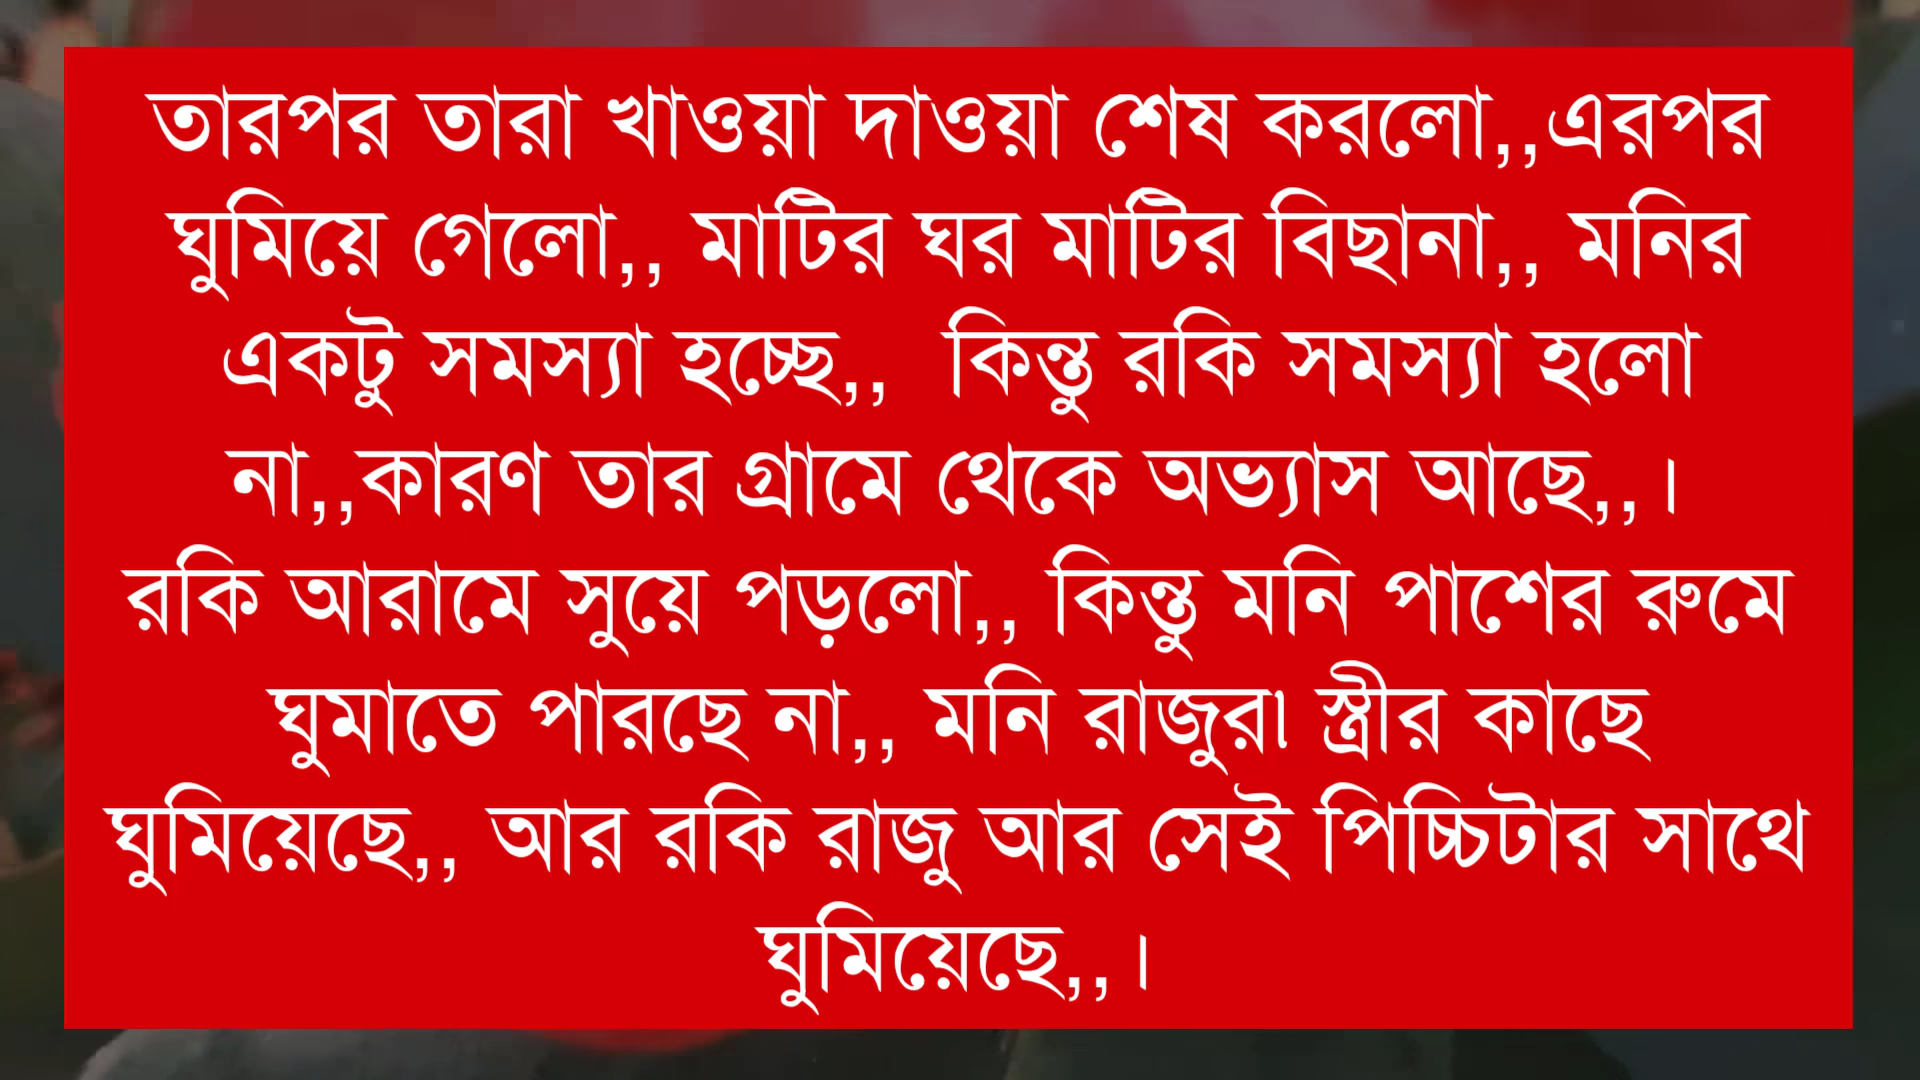 তারপর তারা খাওয়া দাওয়া শেষ করলো,,এরপর
ঘুমিয়ে গেলো,, মাটির ঘর মাটির বিছানা,, মনির
একটু সমস্যা হচ্ছে,,  কিন্তু রকি সমস্যা হলো
না,,কারণ তার গ্রামে থেকে অভ্যাস আছে,,।
রকি আরামে সুয়ে পড়লো,, কিন্তু মনি পাশের রুমে
ঘুমাতে পারছে না,, মনি রাজুর৷ স্ত্রীর কাছে
ঘুমিয়েছে,, আর রকি রাজু আর সেই পিচ্চিটার সাথে
ঘুমিয়েছে,,।